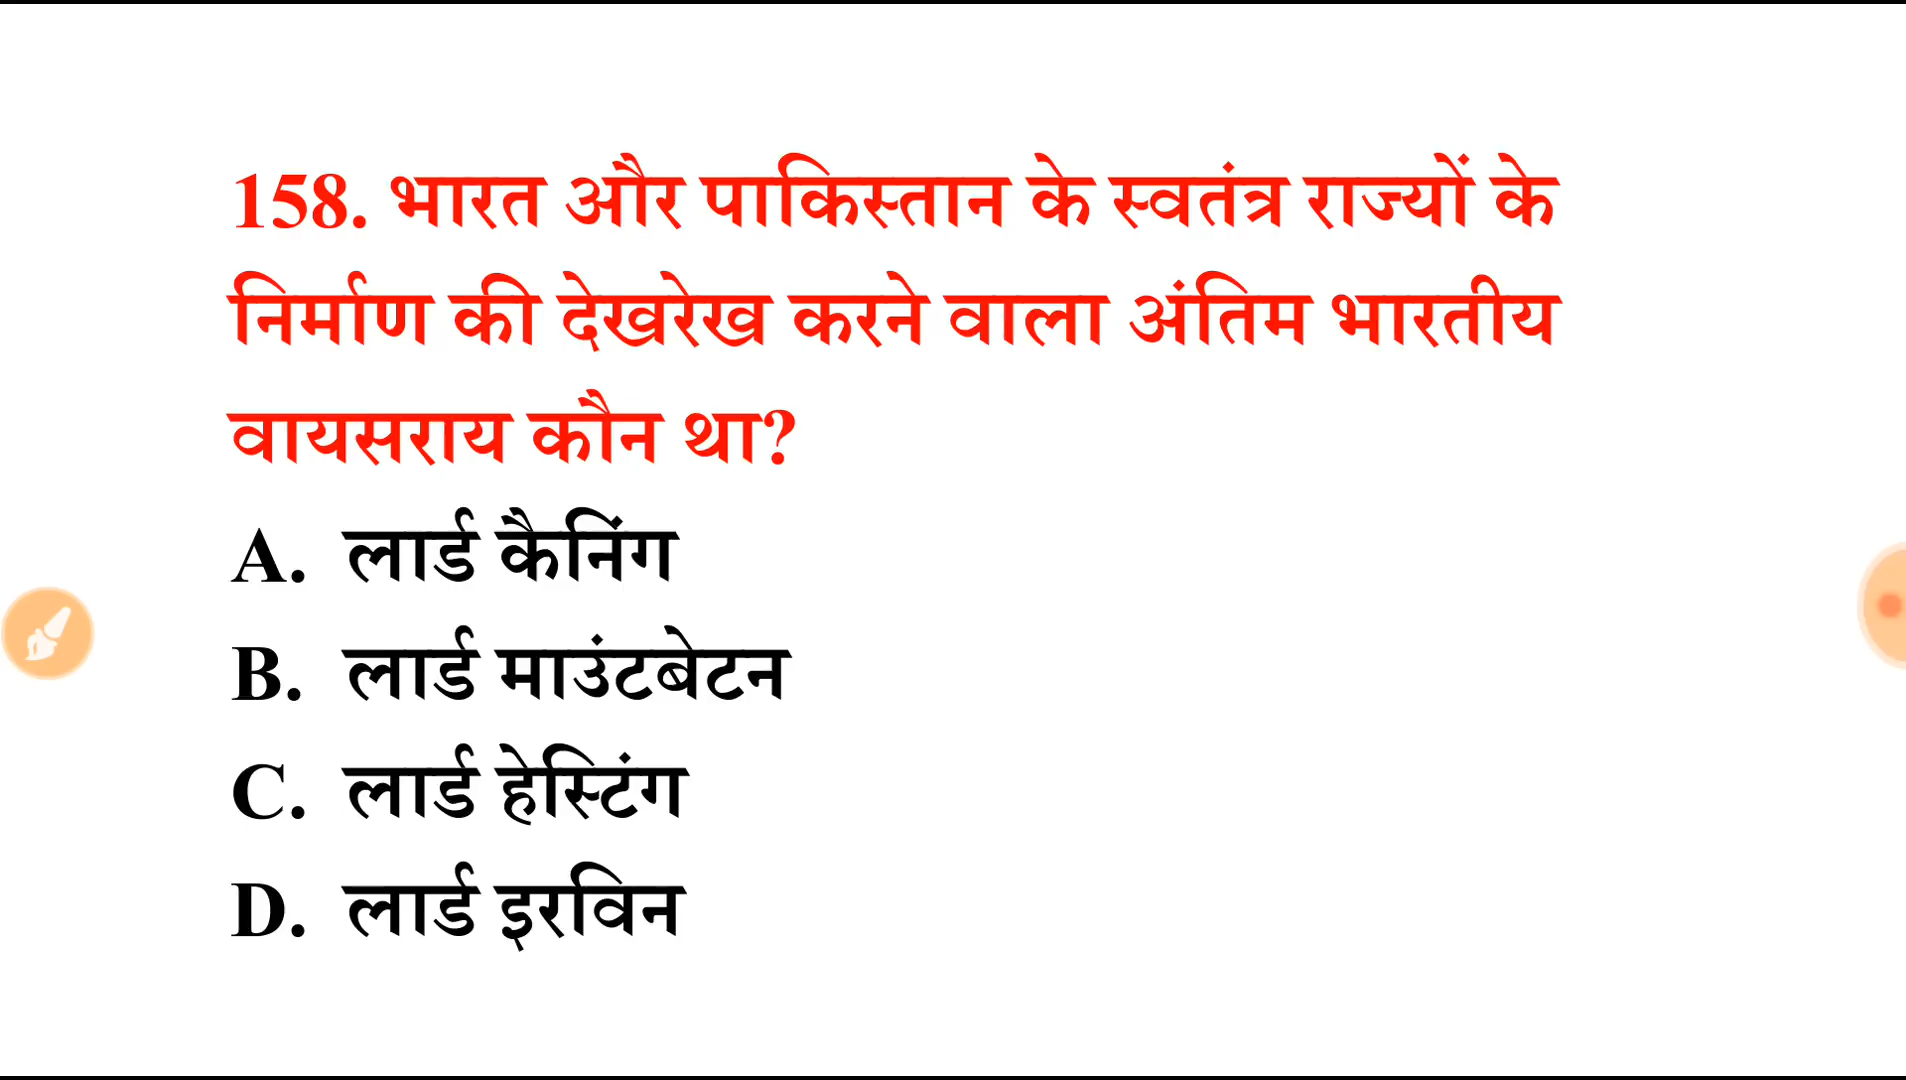 158. भारत और पाकिस्तान के स्वतंत्र राज्यों के
निर्माण की देखरेख करने वाला अंतिम भारतीय
वायसराय कौन था?
A. लार्ड कैनिंग
B. लार्ड माउंटबेटन
C. लार्ड हेस्टिंग
D. लार्ड इरविन